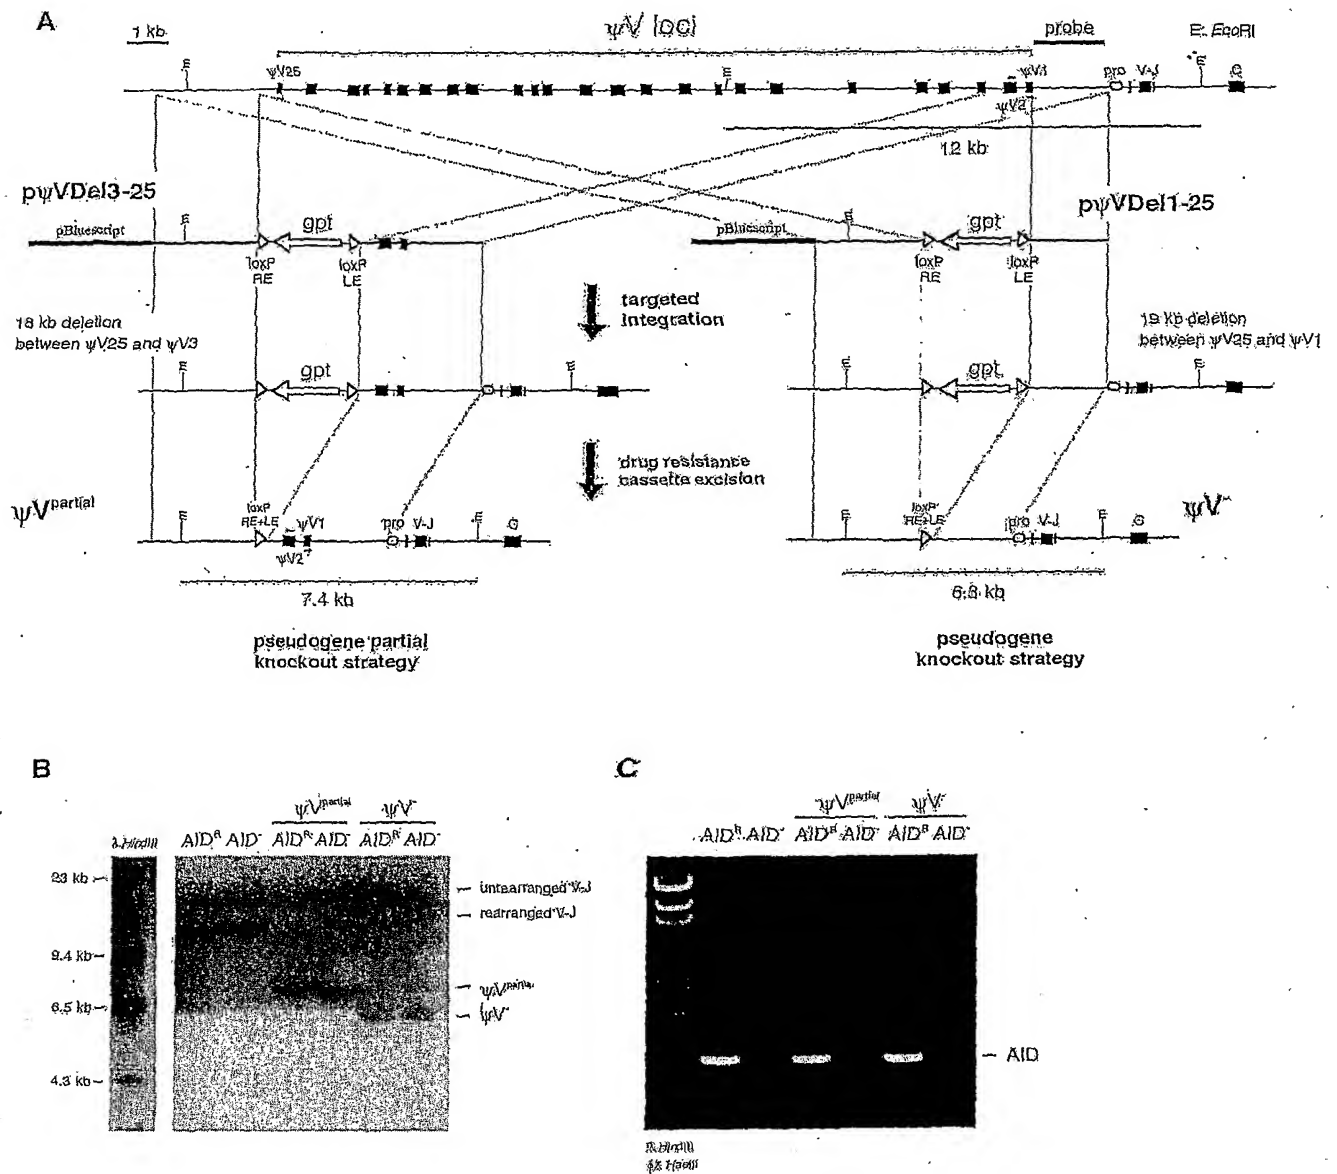 A
1 kb
ψV loci
probe
E: EcoRI
E
ψV25
E
ψV1
pro
V-J
E
C
ψV2
12 kb
pψVDel3-25
pψVDel1-25
pBluescript
E
gpt
pBluescript
E
gpt
loxP
RE
loxP
LE
loxP
RE
loxP
LE
targeted
integration
18 kb deletion
between ψV25 and ψV3
19 kb deletion
between ψV25 and ψV1
E
gpt
E
E
gpt
E
drug resistance
cassette excision
ψVpartial
E
loxP
RE+LE
ψV1
pro
V-J
E
C
ψV2
E
loxP
RE+LE
pro
V-J
E
C
ψV-
7.4 kb
6.3 kb
pseudogene partial
knockout strategy
pseudogene
knockout strategy
B
ψVpartial
ψV-
λ HindIII
AIDR AID-
AIDR AID-
AIDR AID-
23 kb
9.4 kb
6.5 kb
4.3 kb
unrearranged V-J
rearranged V-J
ψVpartial
ψV-
C
ψVpartial
ψV-
AIDR AID-
AIDR AID-
AIDR AID-
AID
HindIII
HaeIII